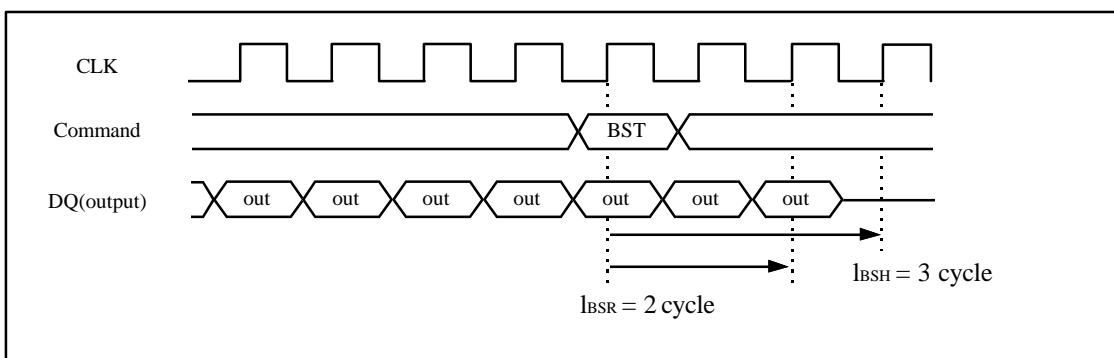 CLK
Command
BST
DQ(output)
out out out out out out out
lBSH = 3 cycle
lBSR = 2 cycle